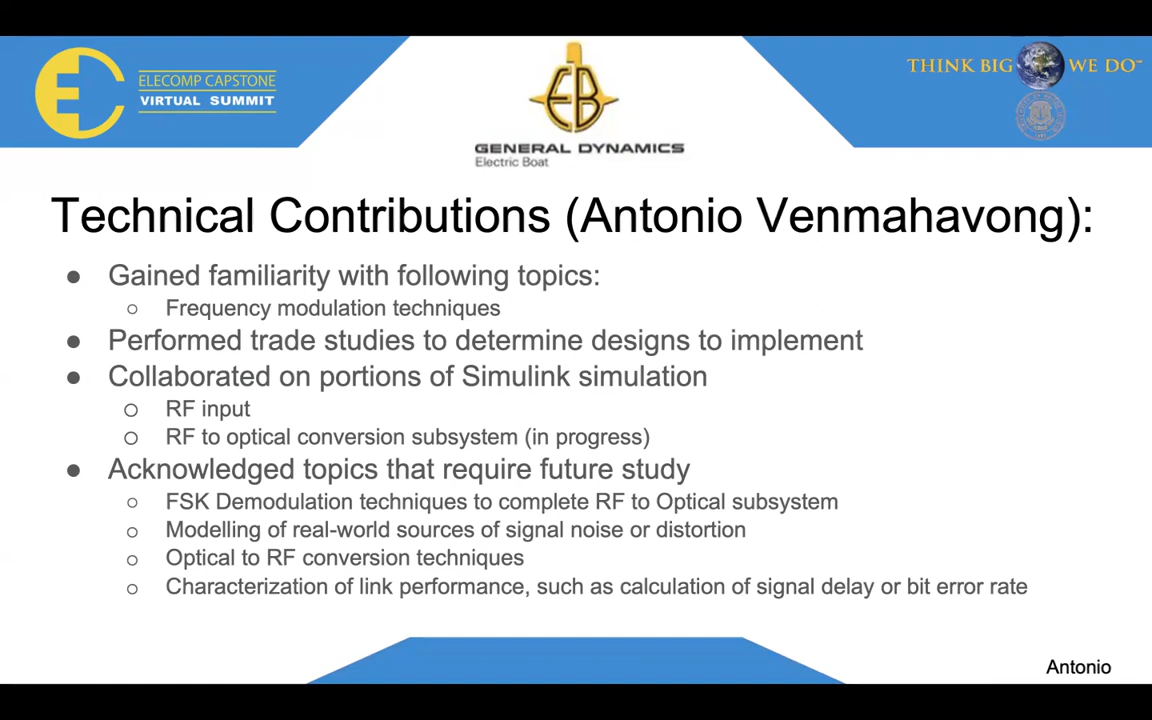 ELECOMP CAPSTONE
VIRTUAL SUMMIT
EB
GENERAL DYNAMICS
Electric Boat
THINK BIG WE DO™
Technical Contributions (Antonio Venmahavong):
● Gained familiarity with following topics:
○ Frequency modulation techniques
● Performed trade studies to determine designs to implement
● Collaborated on portions of Simulink simulation
○ RF input
○ RF to optical conversion subsystem (in progress)
● Acknowledged topics that require future study
○ FSK Demodulation techniques to complete RF to Optical subsystem
○ Modelling of real-world sources of signal noise or distortion
○ Optical to RF conversion techniques
○ Characterization of link performance, such as calculation of signal delay or bit error rate
Antonio